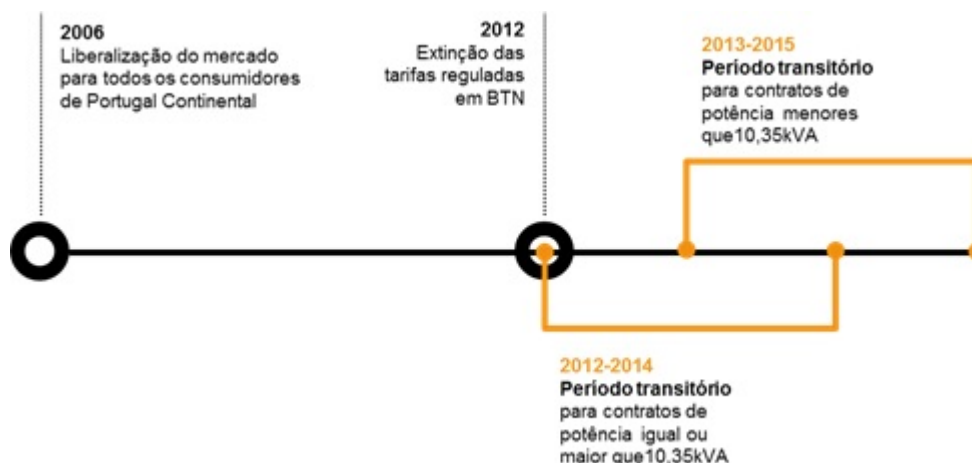 2006
Liberalização do mercado
para todos os consumidores
de Portugal Continental
2012
Extinção das
tarifas reguladas
em BTN
2013-2015
Período transitório
para contratos de
potência menores
que10,35kVA
2012-2014
Período transitório
para contratos de
potência igual ou
maior que10,35kVA